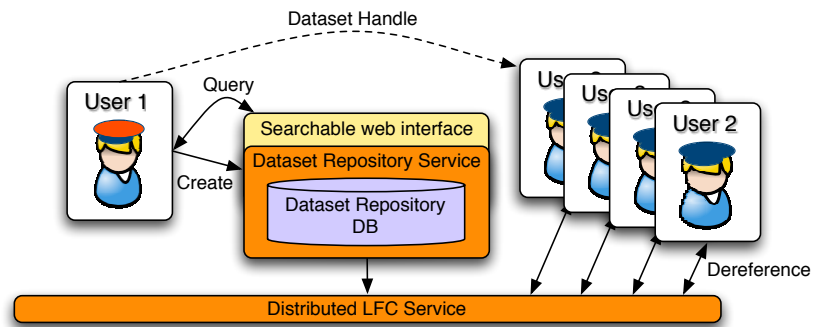 Dataset Handle
Query
User 1
User 2
Searchable web interface
Dataset Repository Service
Create
Dataset Repository
DB
Dereference
Distributed LFC Service